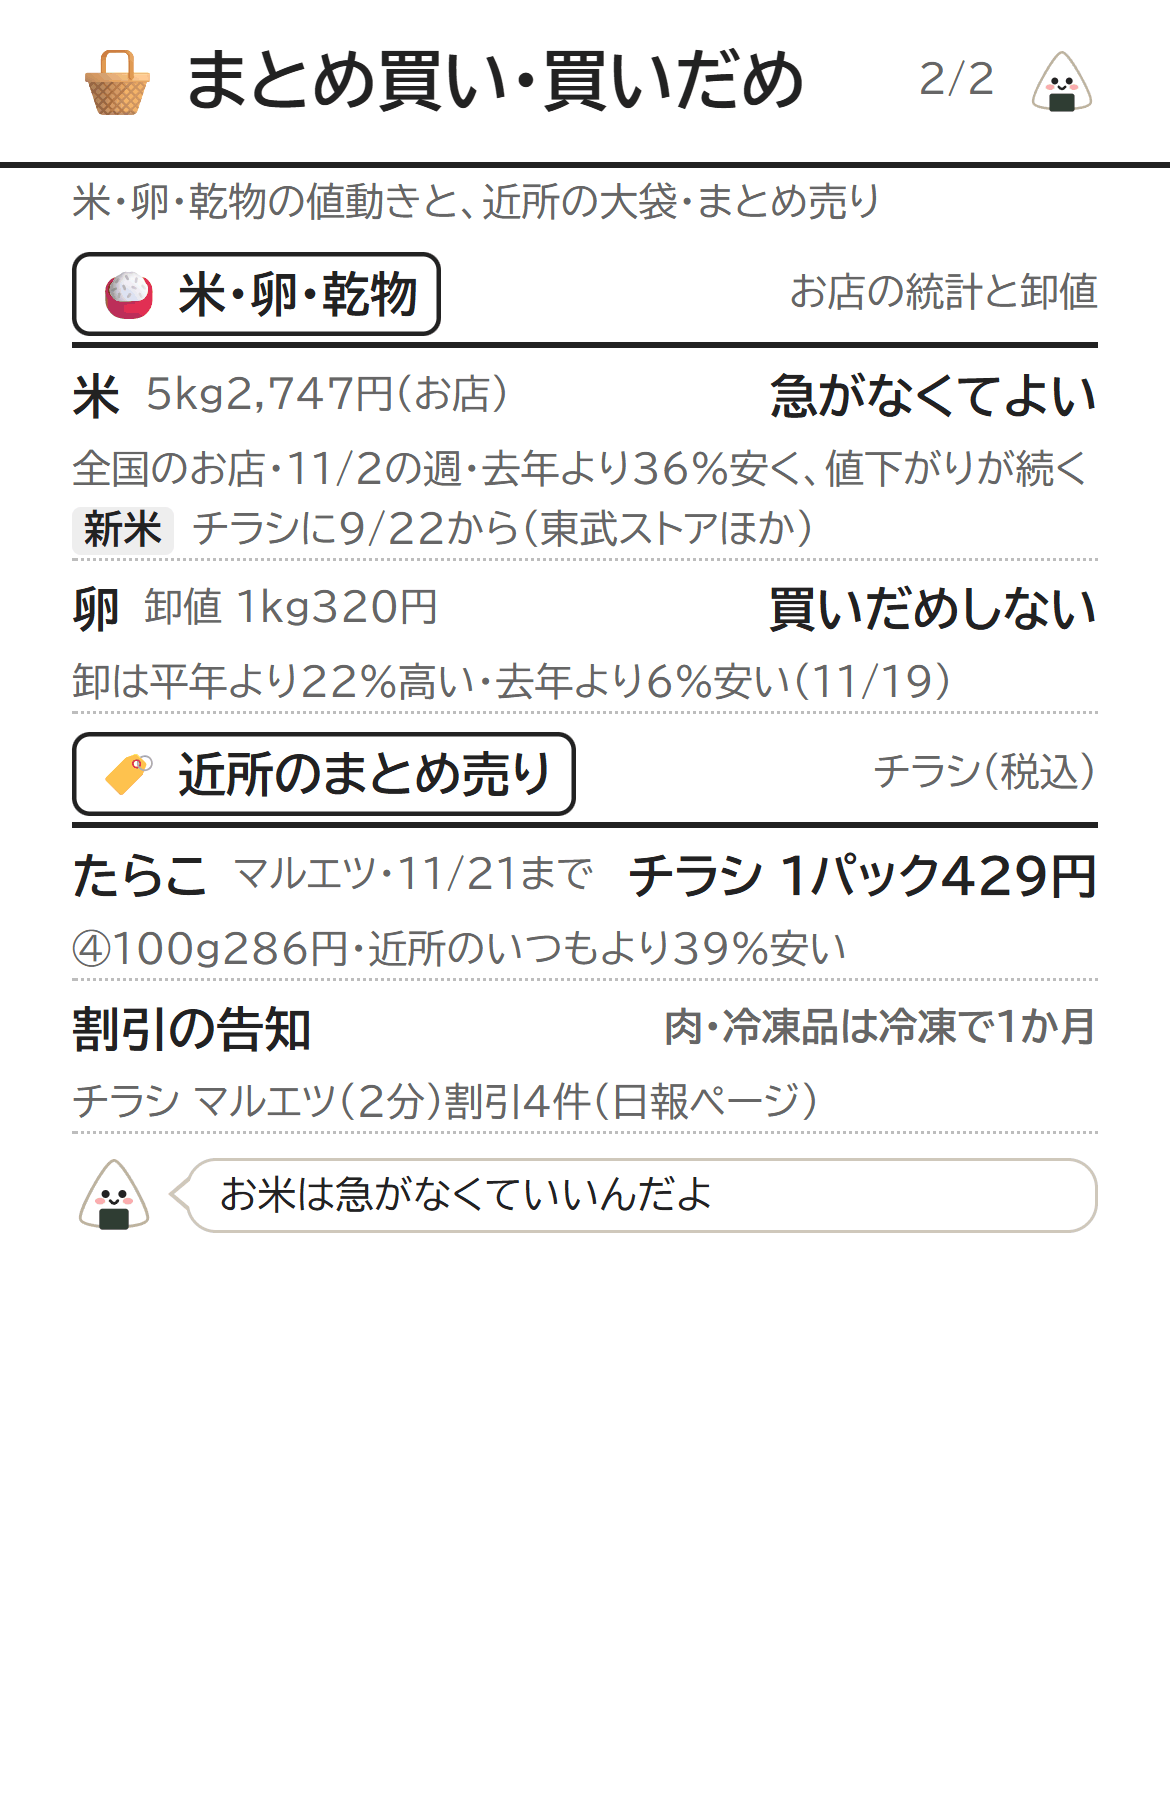 まとめ買い・買いだめ 2/2
米・卵・乾物の値動きと、近所の大袋・まとめ売り
米・卵・乾物 お店の統計と卸値
米 5kg2,747円(お店) 急がなくてよい
全国のお店・11/2の週・去年より36%安く、値下がりが続く
新米 チラシに9/22から(東武ストアほか)
卵 卸値 1kg320円 買いだめしない
卸は平年より22%高い・去年より6%安い(11/19)
近所のまとめ売り チラシ(税込)
たらこ マルエツ・11/21まで チラシ 1パック429円
④100g286円・近所のいつもより39%安い
割引の告知 肉・冷凍品は冷凍で1か月
チラシ マルエツ(2分)割引4件(日報ページ)
お米は急がなくていいんだよ